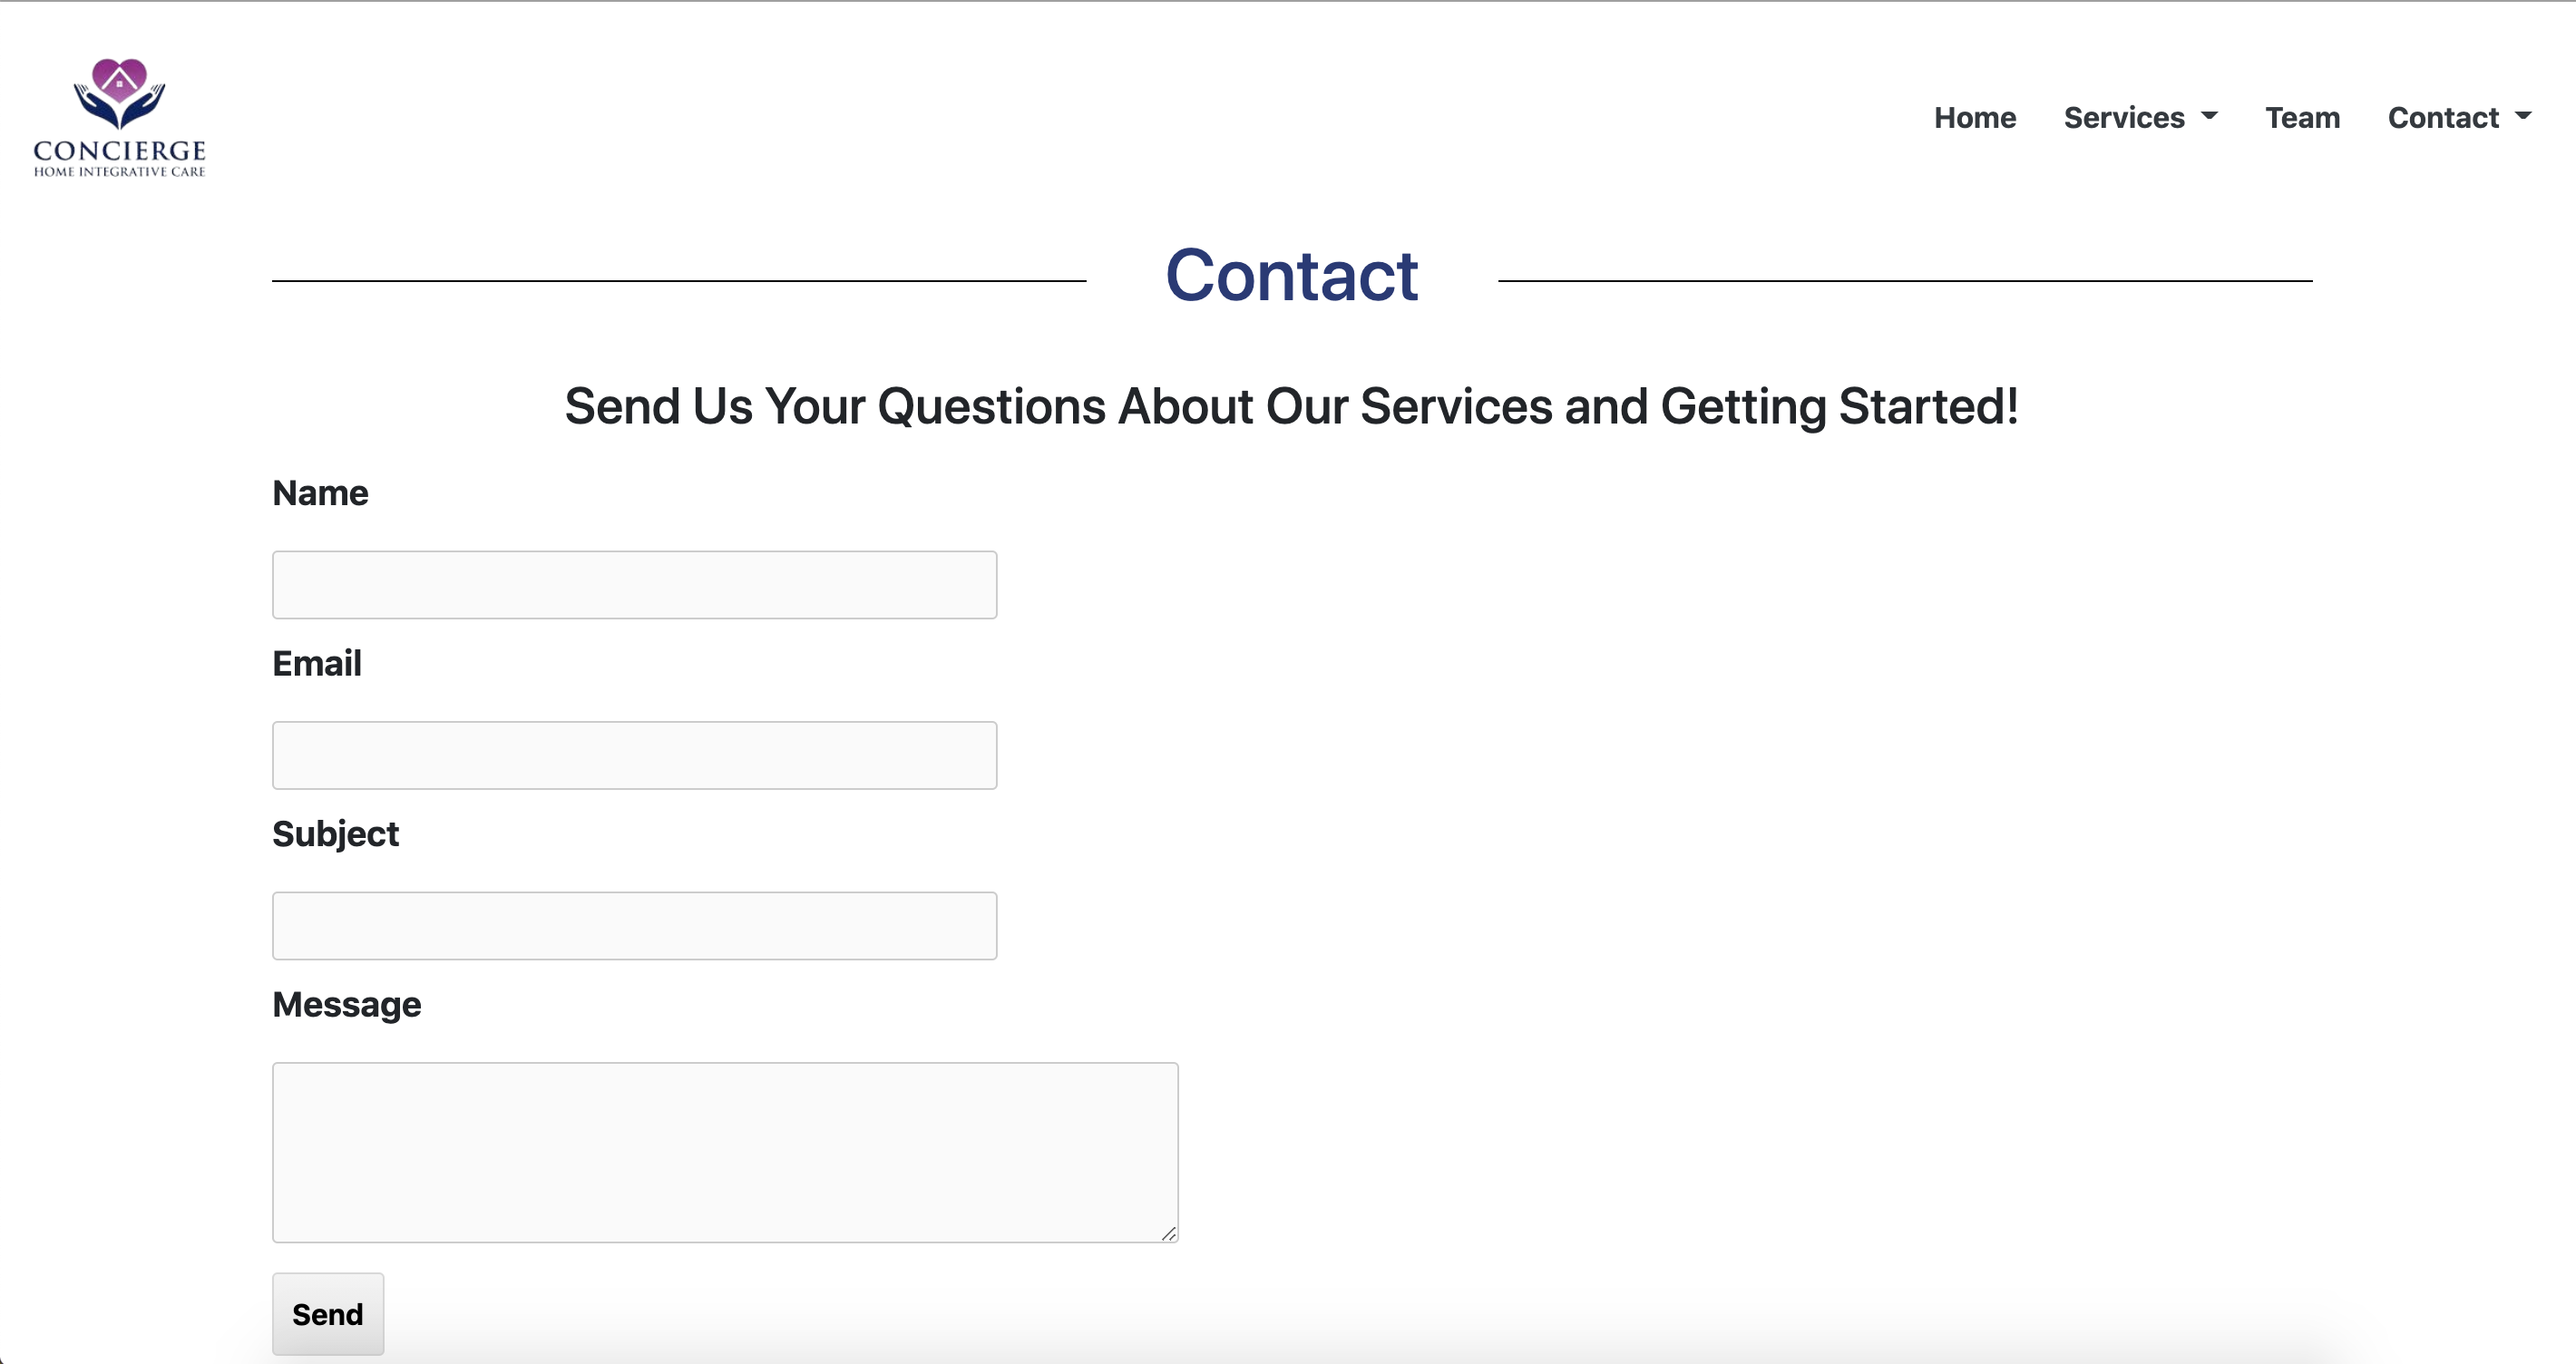 CONCIERGE
HOME INTEGRATIVE CARE
Home Services Team Contact
Contact
Send Us Your Questions About Our Services and Getting Started!
Name
Email
Subject
Message
Send